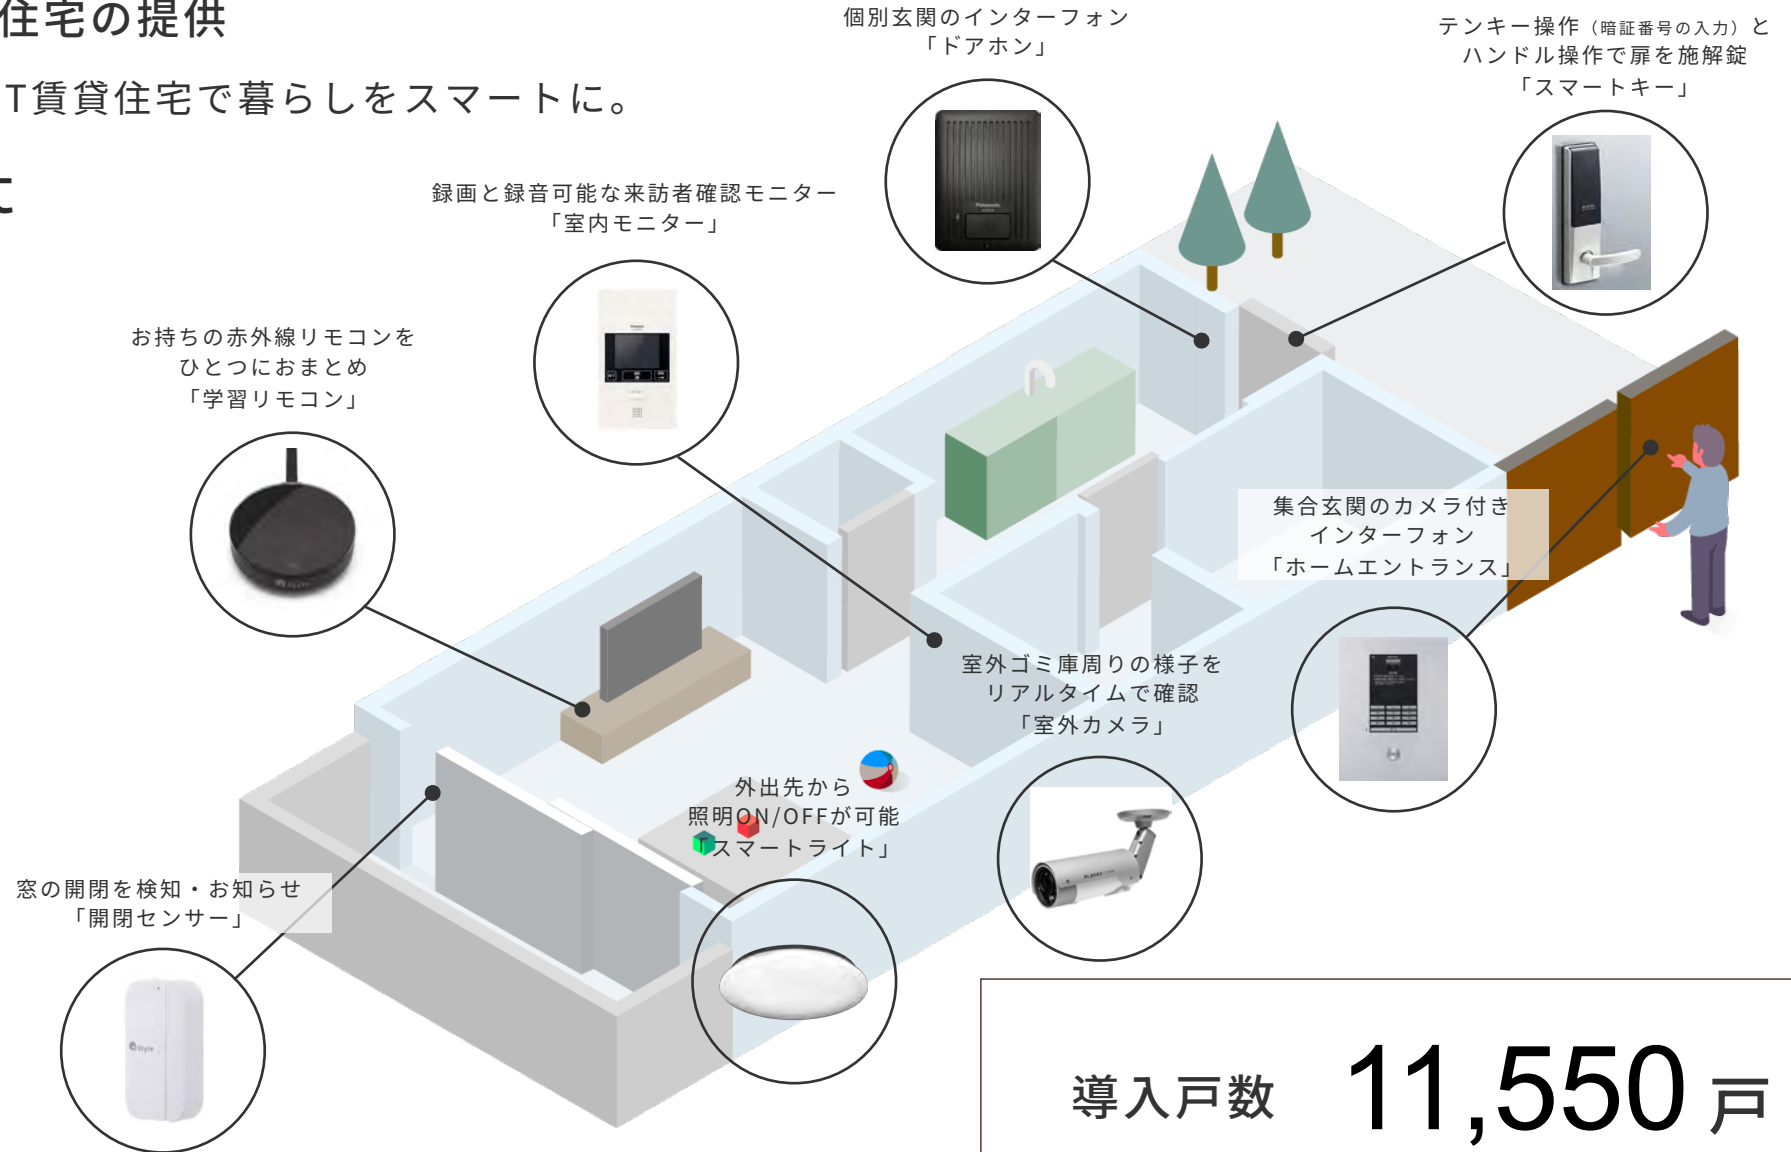 住宅の提供
T賃貸住宅で暮らしをスマートに。
個別玄関のインターフォン
「ドアホン」
テンキー操作（暗証番号の入力）と
ハンドル操作で扉を施解錠
「スマートキー」
録画と録音可能な来訪者確認モニター
「室内モニター」
お持ちの赤外線リモコンを
ひとつにおまとめ
「学習リモコン」
集合玄関のカメラ付き
インターフォン
「ホームエントランス」
室外ゴミ庫周りの様子を
リアルタイムで確認
「室外カメラ」
外出先から
照明ON/OFFが可能
「スマートライト」
窓の開閉を検知・お知らせ
「開閉センサー」
Style
導入戸数 11,550 戸